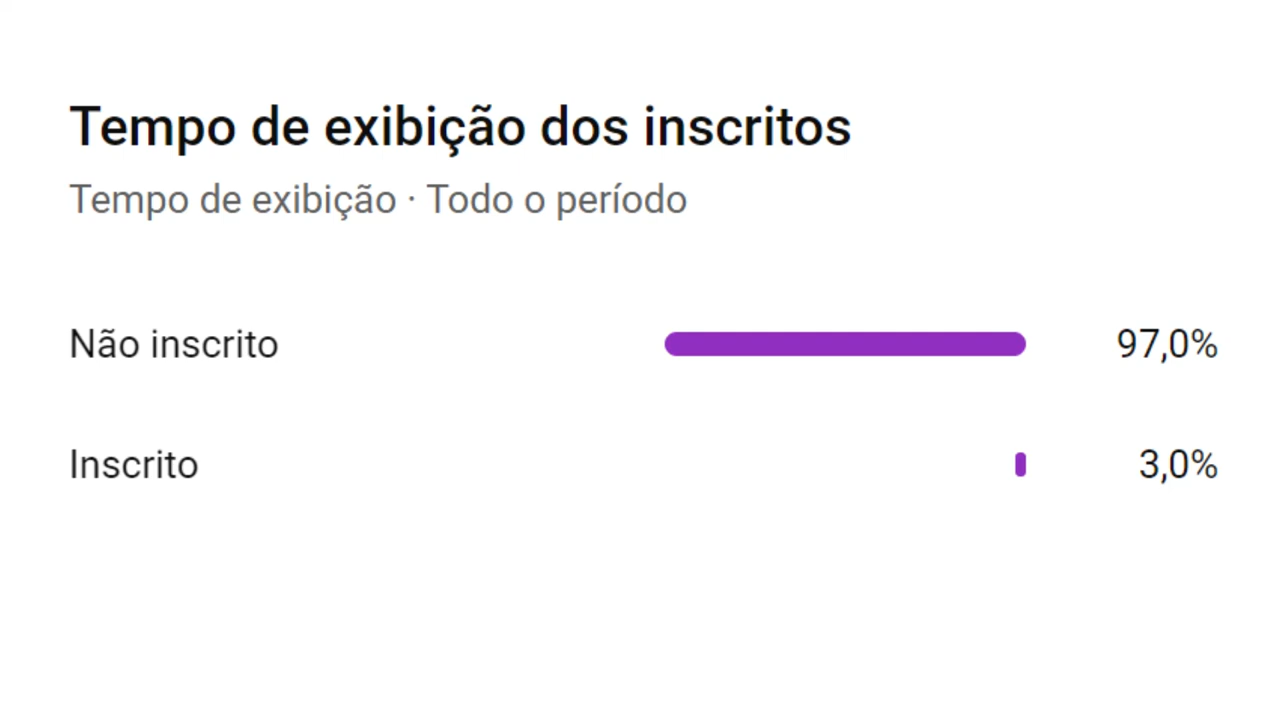 Tempo de exibição dos inscritos
Tempo de exibição · Todo o período
Não inscrito 97,0%
Inscrito 3,0%